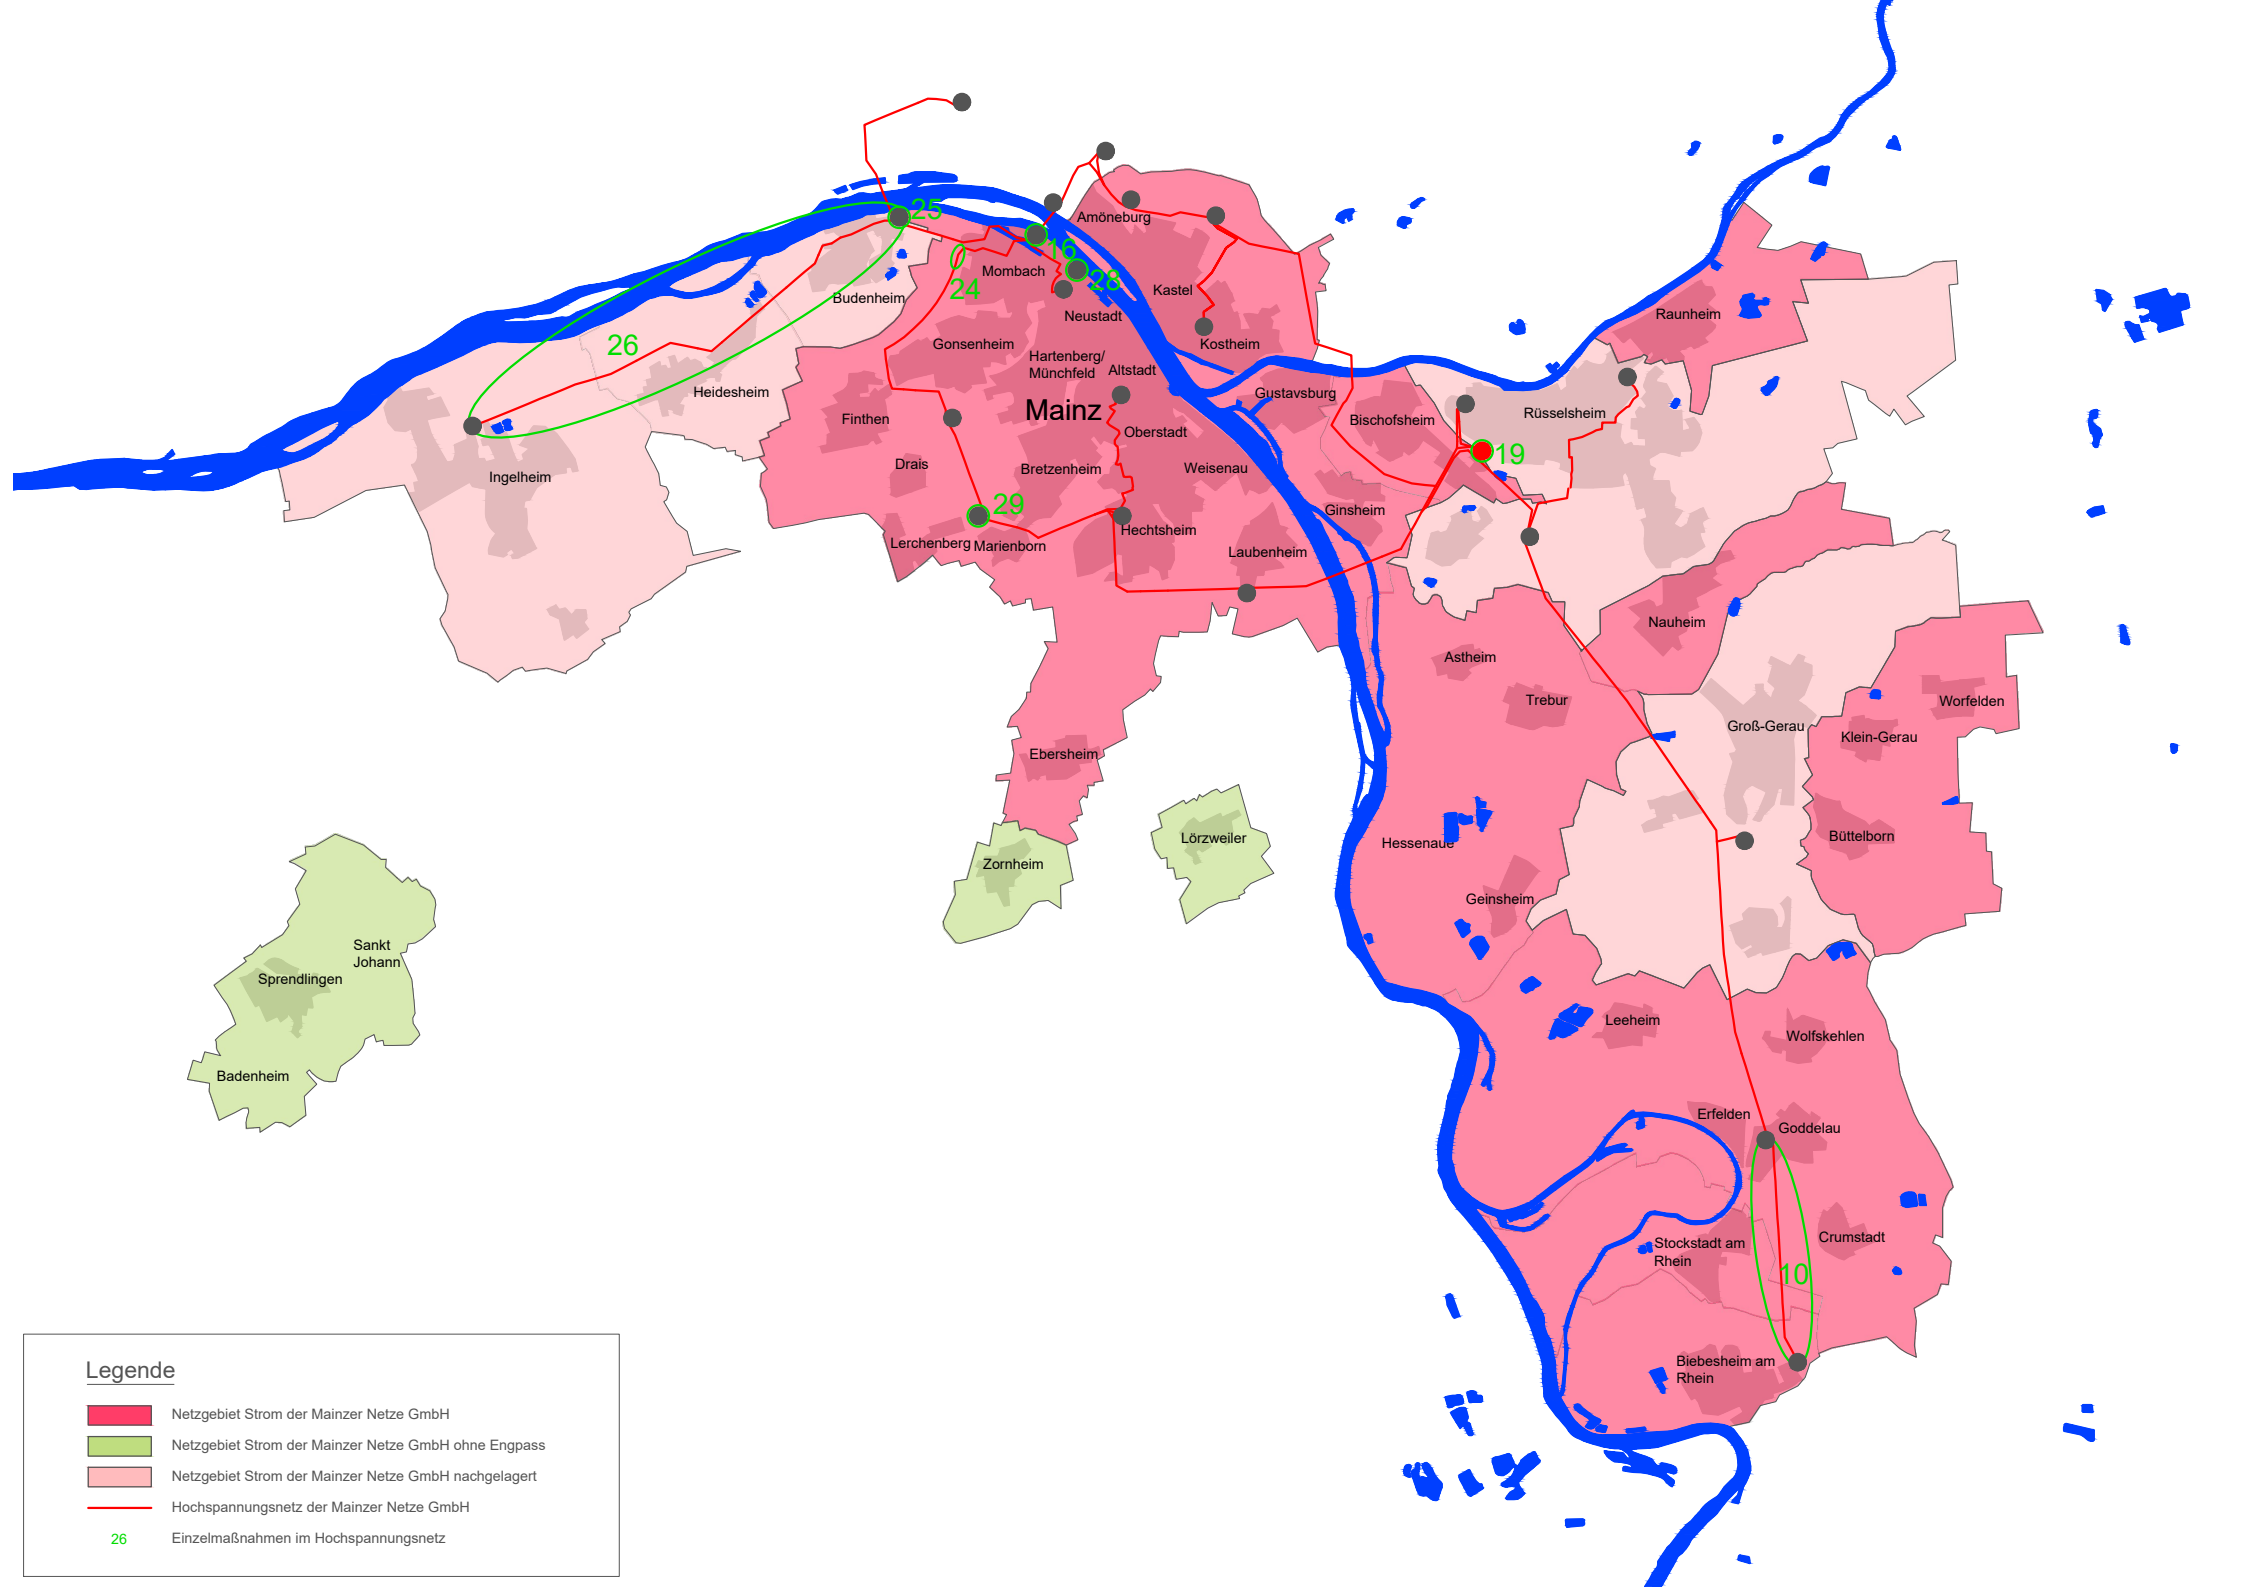 25
Amöneburg
16
Mombach
28
24
Kastel
Budenheim
Neustadt
Raunheim
26
Gonsenheim
Kostheim
Hartenberg/
Münchfeld
Altstadt
Heidesheim
Gustavsburg
Mainz
Rüsselsheim
Finthen
Bischofsheim
Oberstadt
19
Drais
Bretzenheim
Weisenau
Ingelheim
29
Ginsheim
Hechtsheim
Lerchenberg
Marienborn
Laubenheim
Nauheim
Astheim
Trebur
Worfelden
Groß-Gerau
Klein-Gerau
Ebersheim
Büttelborn
Lörzweiler
Hessenaue
Zornheim
Geinsheim
Sankt
Johann
Sprendlingen
Leeheim
Wolfskehlen
Badenheim
Erfelden
Goddelau
Crumstadt
Stockstadt am
Rhein
10
Biebesheim am
Rhein
Legende
Netzgebiet Strom der Mainzer Netze GmbH
Netzgebiet Strom der Mainzer Netze GmbH ohne Engpass
Netzgebiet Strom der Mainzer Netze GmbH nachgelagert
Hochspannungsnetz der Mainzer Netze GmbH
26 Einzelmaßnahmen im Hochspannungsnetz